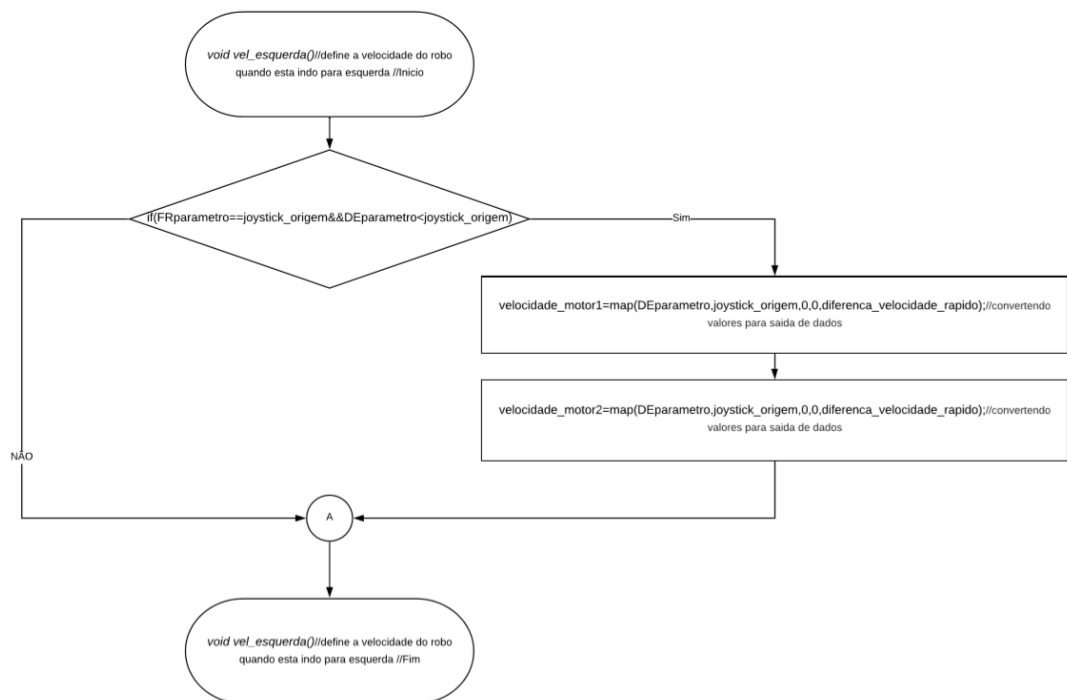 void vel_esquerda()//define a velocidade do robo
quando esta indo para esquerda //Inicio
if(FRparametro==joystick_origem&&DEparametro<joystick_origem)
Sim
velocidade_motor1=map(DEparametro,joystick_origem,0,0,diferenca_velocidade_rapido);//convertendo
valores para saida de dados
velocidade_motor2=map(DEparametro,joystick_origem,0,0,diferenca_velocidade_rapido);//convertendo
valores para saida de dados
NÃO
A
void vel_esquerda()//define a velocidade do robo
quando esta indo para esquerda //Fim